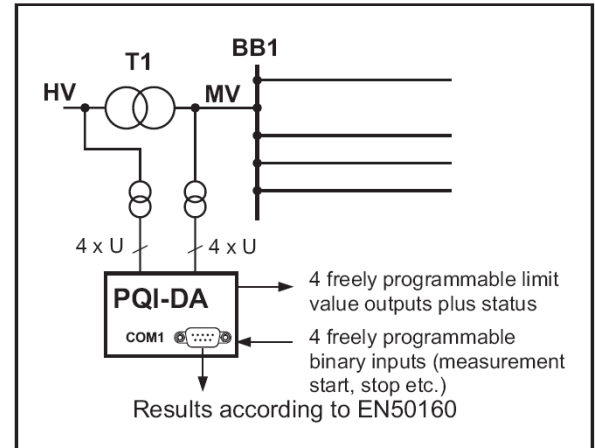 BB1
T1
HV
MV
4 x U
4 x U
PQI-DA
COM1
4 freely programmable limit
value outputs plus status
4 freely programmable
binary inputs (measurement
start, stop etc.)
Results according to EN50160